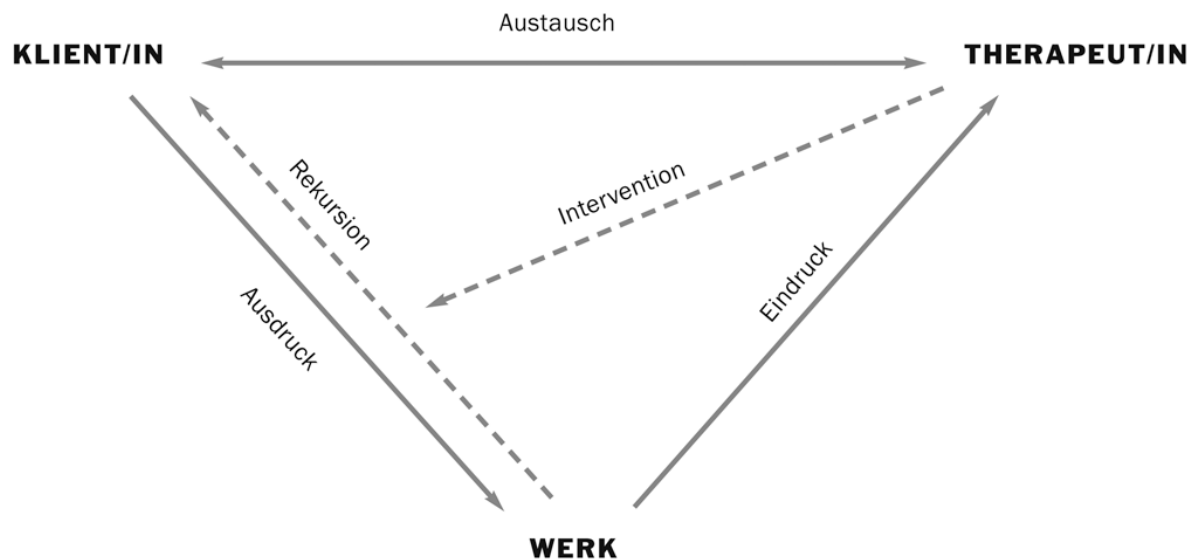 Austausch
KLIENT/IN
THERAPEUT/IN
Rekursion
Intervention
Ausdruck
Eindruck
WERK